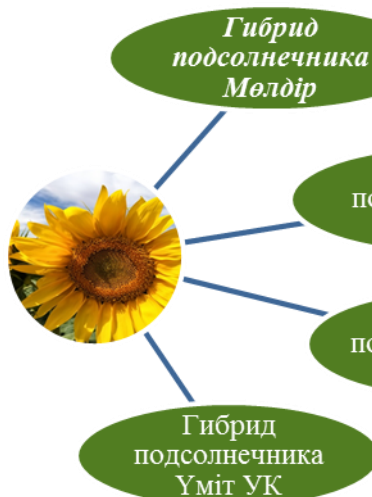 Гибрид
подсолнечника
Мөлдір
Гибрид
подсолнечника
Үміт УК